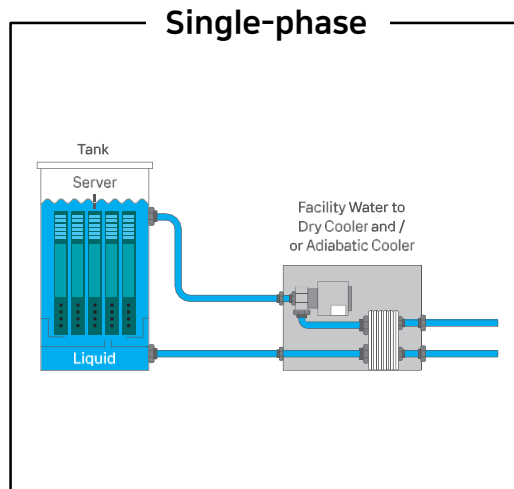 Single-phase
Tank
Server
Facility Water to
Dry Cooler and /
or Adiabatic Cooler
Liquid